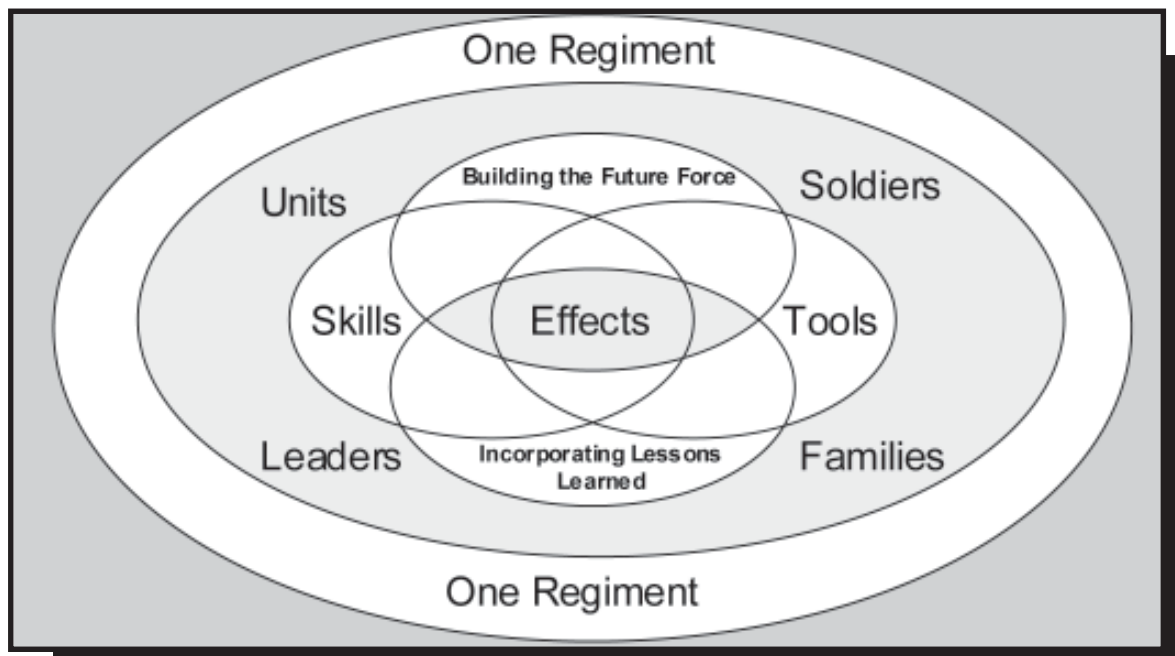 One Regiment
Building the Future Force
Units
Soldiers
Skills
Effects
Tools
Leaders
Incorporating Lessons
Learned
Families
One Regiment